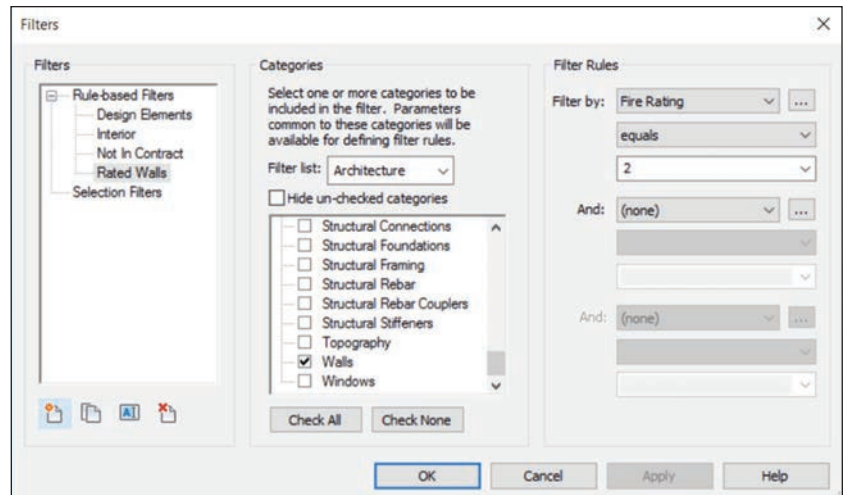 Filters
Filters
Rule-based Filters
Design Elements
Interior
Not In Contract
Rated Walls
Selection Filters
Categories
Select one or more categories to be
included in the filter. Parameters
common to these categories will be
available for defining filter rules.
Filter list: Architecture
Hide un-checked categories
Structural Connections
Structural Foundations
Structural Framing
Structural Rebar
Structural Rebar Couplers
Structural Stiffeners
Topography
Walls
Windows
Check All Check None
Filter Rules
Filter by: Fire Rating ...
equals
2
And: (none) ...
And: (none) ...
OK Cancel Apply Help